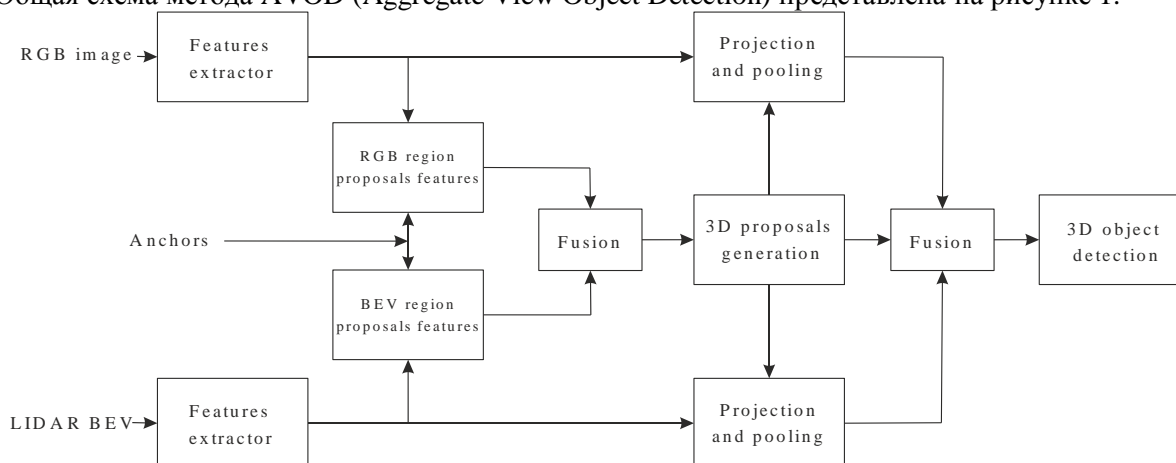 Общая схема метода AVOD (Aggregate View Object Detection) представлена на рисунке 1.
RGB image
Features
extractor
Projection
and pooling
RGB region
proposals features
Anchors
Fusion
3D proposals
generation
Fusion
3D object
detection
BEV region
proposals features
LIDAR BEV
Features
extractor
Projection
and pooling